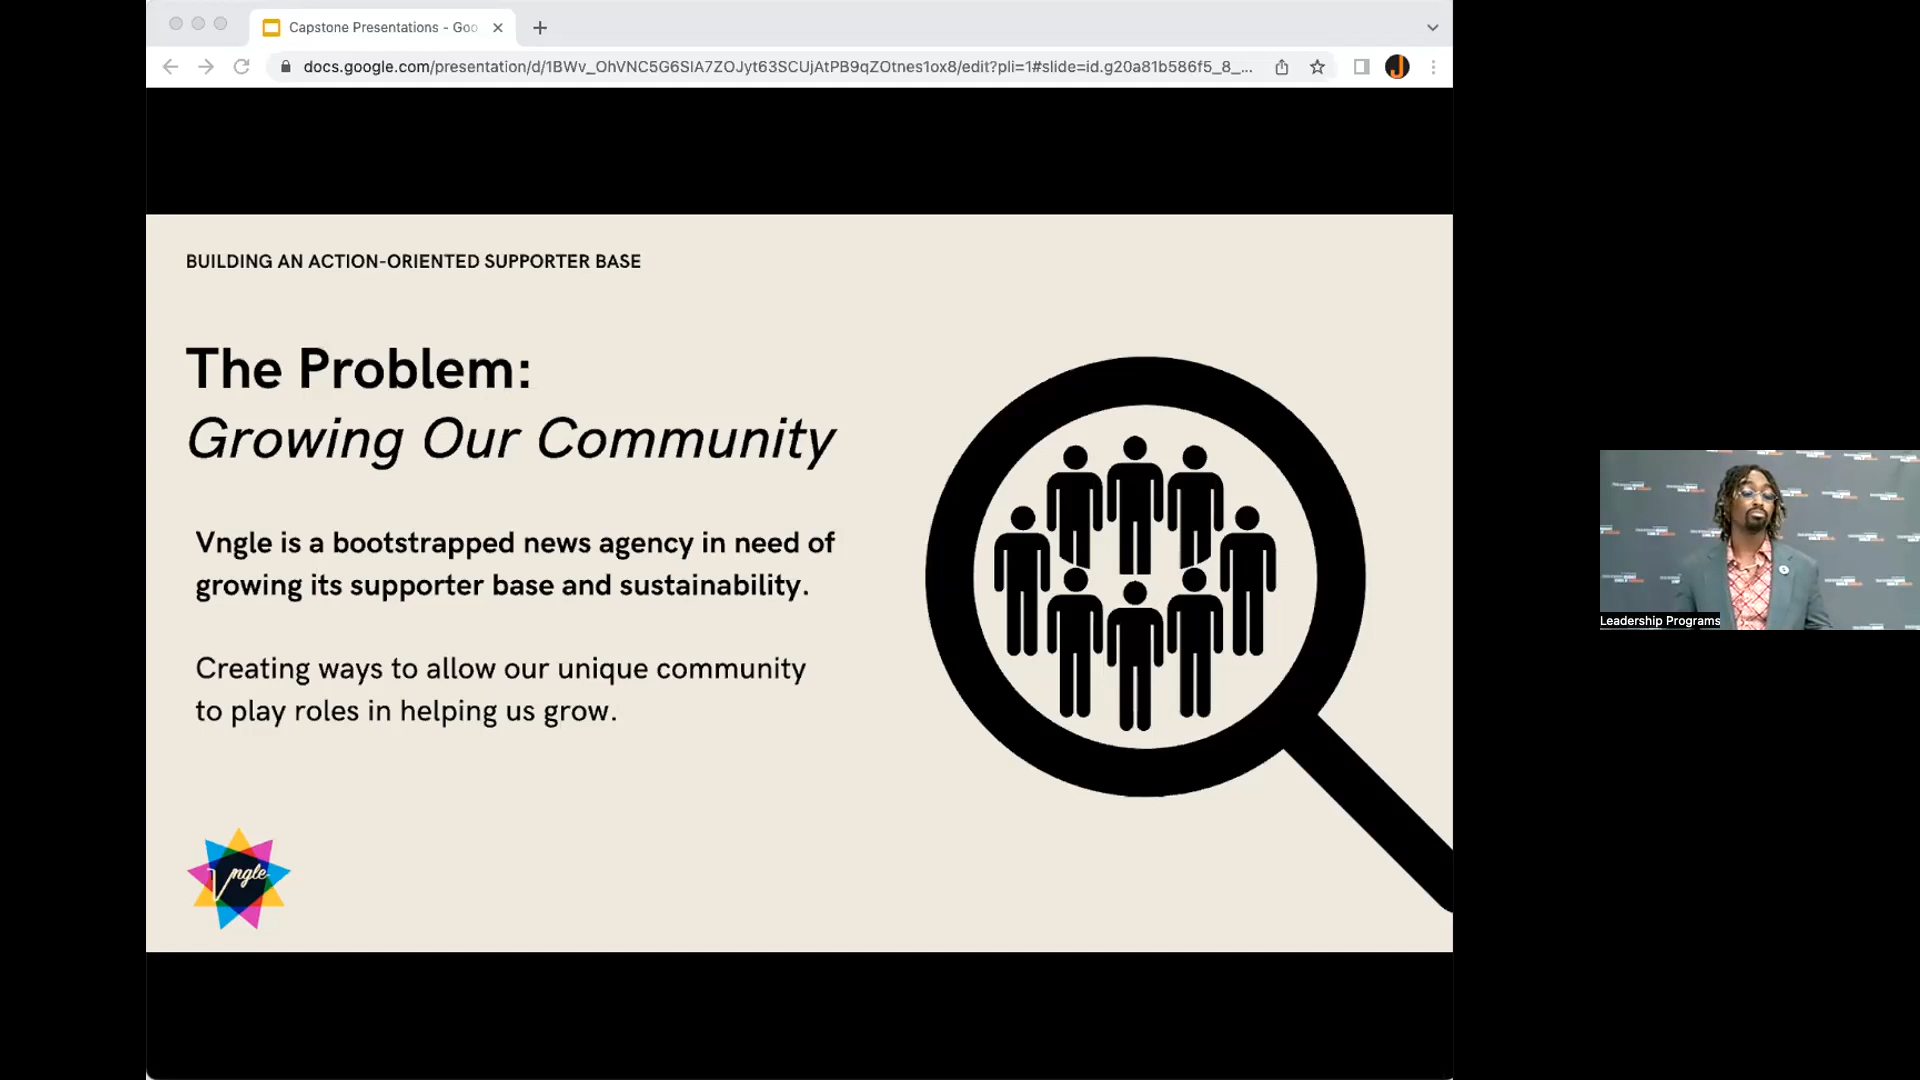 Capstone Presentations - Goo
docs.google.com/presentation/d/1BWv_OhVNC5G6SIA7ZOJyt63SCUjAtPB9qZOtnes1ox8/edit?pli=1#slide=id.g20a81b586f5_8_...
BUILDING AN ACTION-ORIENTED SUPPORTER BASE
The Problem:
Growing Our Community
Vngle is a bootstrapped news agency in need of
growing its supporter base and sustainability.
Creating ways to allow our unique community
to play roles in helping us grow.
Vngle
Leadership Programs